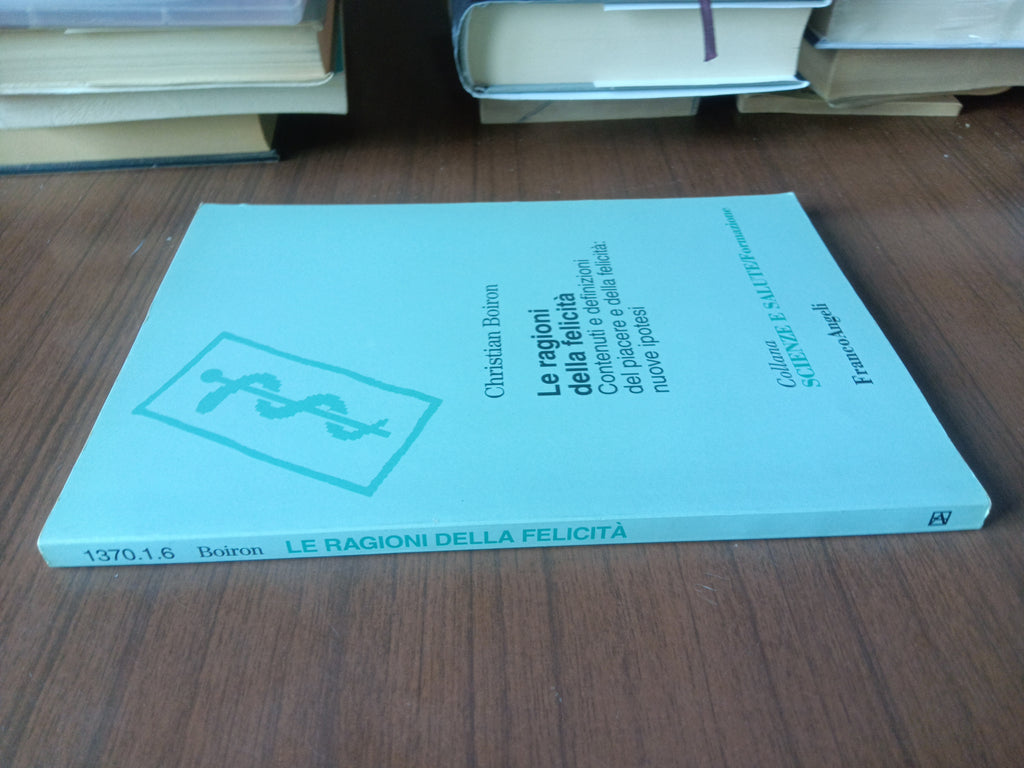 Christian Boiron
Le ragioni
della felicità
Contenuti e definizioni
del piacere e della felicità:
nuove ipotesi
Collana
SCIENZE E SALUTE/Formazione
FrancoAngeli
1370.1.6 Boiron LE RAGIONI DELLA FELICITÀ